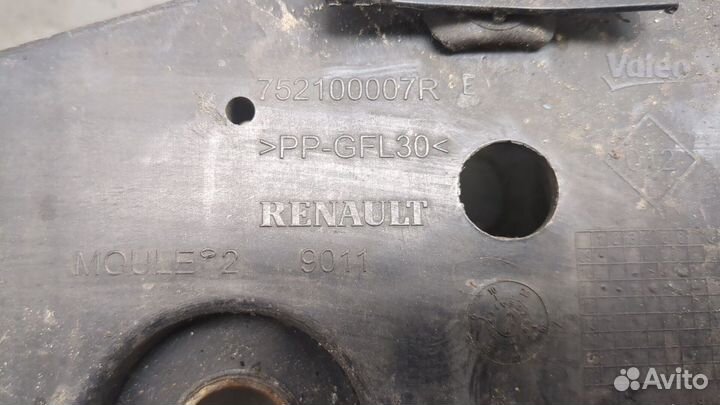 752100007R E
Valeo
>PP-GFL30<
RENAULT
MOULE°2 9011
Avito